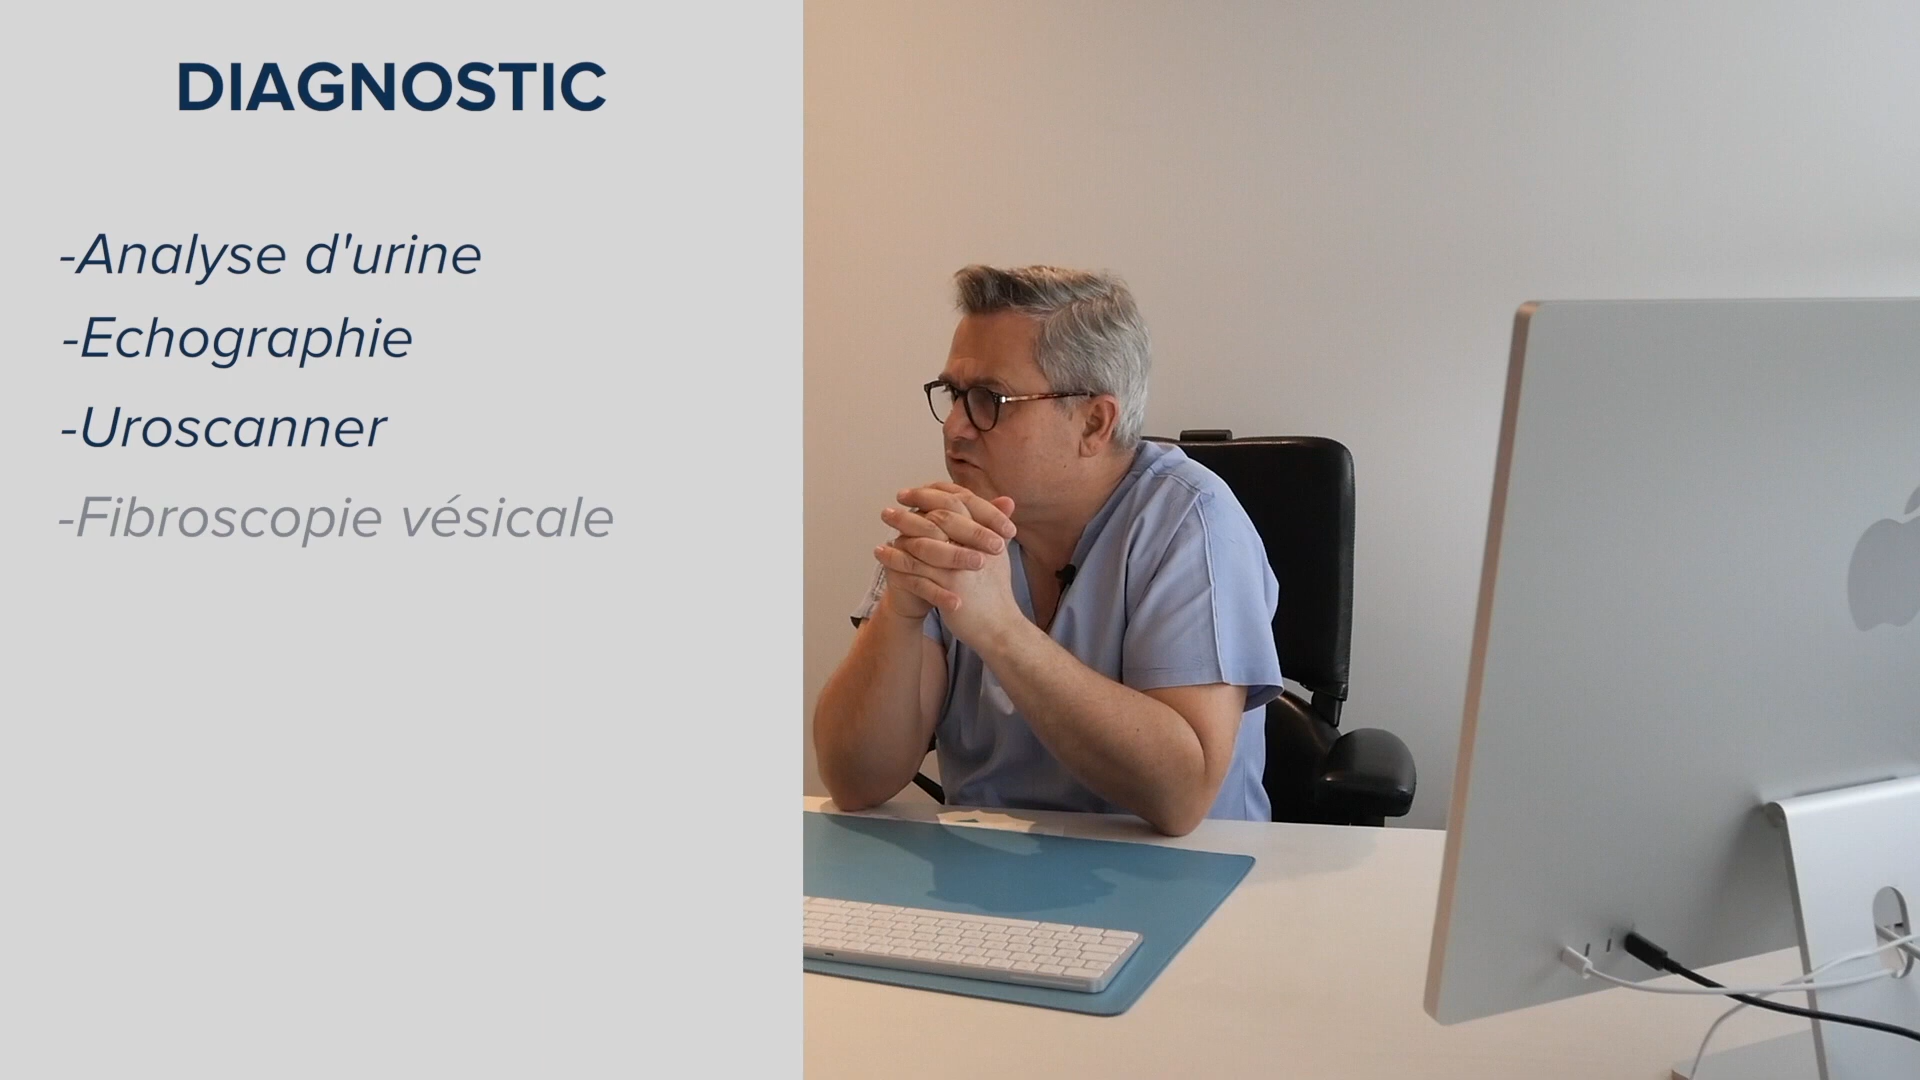 DIAGNOSTIC
-Analyse d'urine
-Echographie
-Uroscanner
-Fibroscopie vésicale